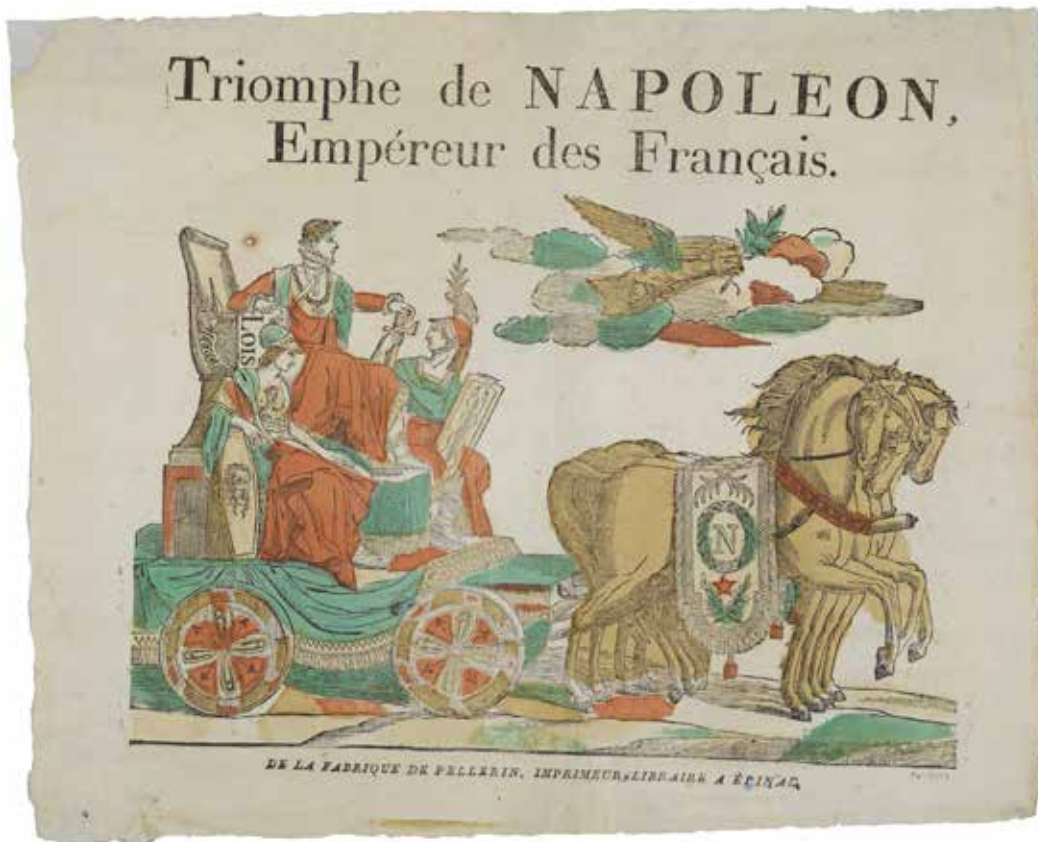 Triomphe de NAPOLEON,
Empéreur des Français.
LOIS
N
DE LA FABRIQUE DE PELLERIN, IMPRIMEUR-LIBRAIRE A ÉPINAL,